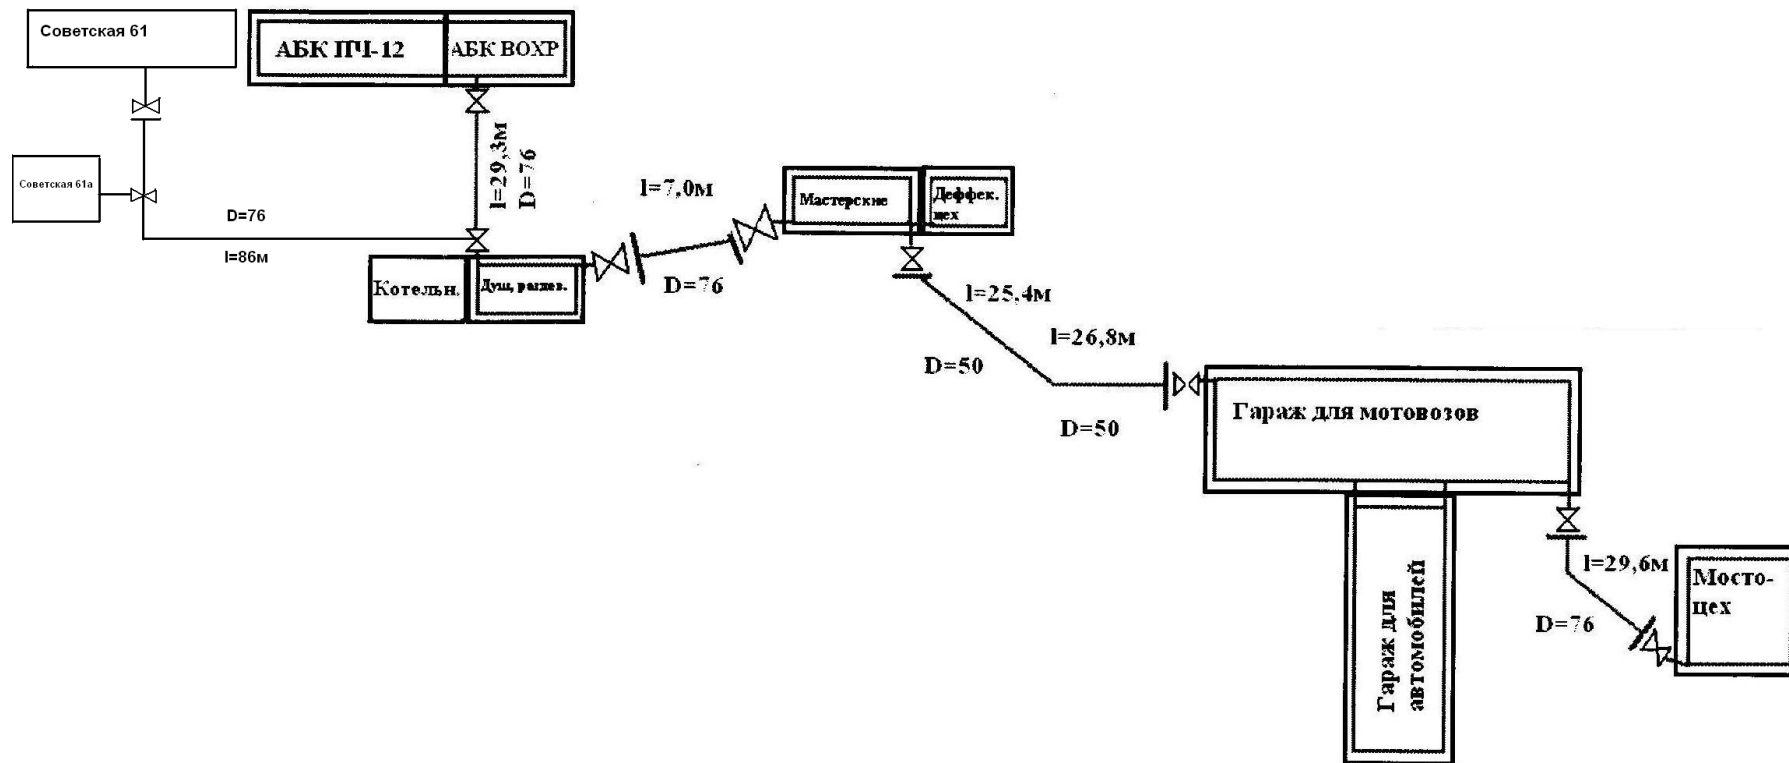 Советская 61
АБК ПЧ-12
АБК ВОХР
l=29,3м
D=76
Советская 61а
D=76
l=86м
l=7,0м
D=76
Мастерские
Деффек.
цех
Котельн.
Душ, раздев.
l=25,4м
D=50
l=26,8м
D=50
Гараж для мотовозов
Гараж для
автомобилей
l=29,6м
D=76
Мосто-
цех